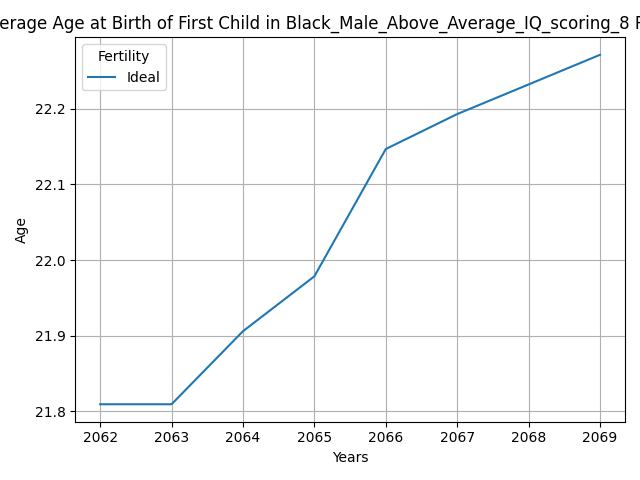 Average Age at Birth of First Child in Black_Male_Above_Average_IQ_scoring_8
Fertility
Ideal
22.2
22.1
22.0
21.9
21.8
Age
2062 2063 2064 2065 2066 2067 2068 2069
Years